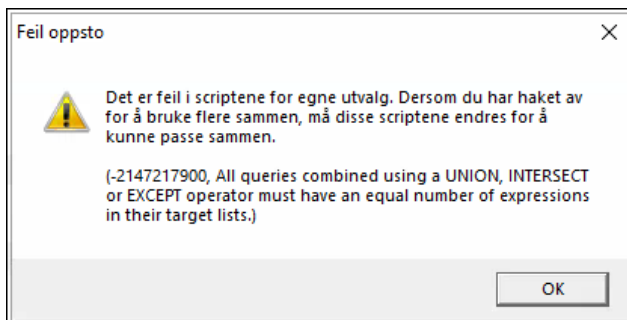 Feil oppsto
Det er feil i scriptene for egne utvalg. Dersom du har haket av
for å bruke flere sammen, må disse scriptene endres for å
kunne passe sammen.
(-2147217900, All queries combined using a UNION, INTERSECT
or EXCEPT operator must have an equal number of expressions
in their target lists.)
OK